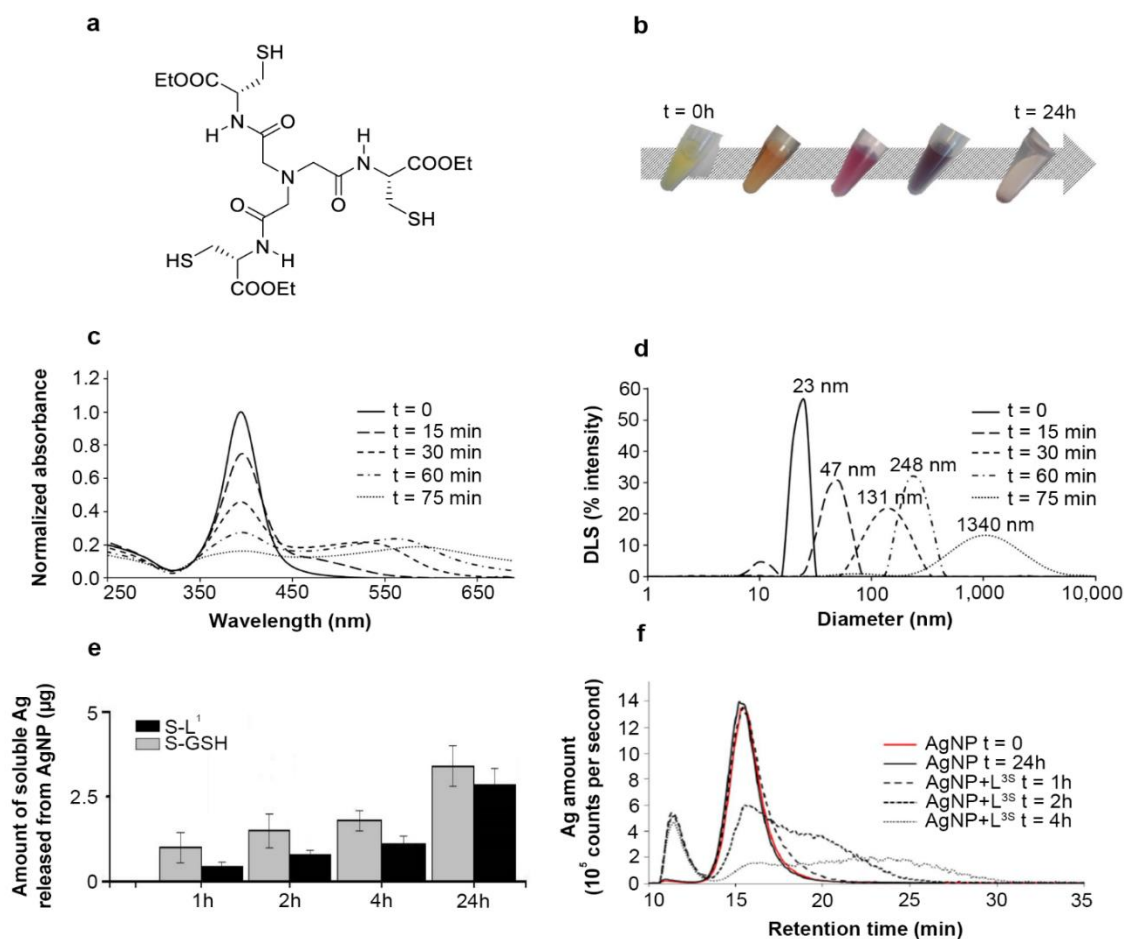 a
SH
EtOOC
N
H
O
N
O
O
H
N
COOEt
SH
HS
N
H
COOEt
b
t = 0h
t = 24h
c
Normalized absorbance
1.2
1.0
0.8
0.6
0.4
0.2
0.0
250 350 450 550 650
Wavelength (nm)
t = 0
t = 15 min
t = 30 min
t = 60 min
t = 75 min
d
DLS (% intensity)
60
50
40
30
20
10
0
1 10 100 1,000 10,000
Diameter (nm)
23 nm
47 nm
131 nm
248 nm
1340 nm
t = 0
t = 15 min
t = 30 min
t = 60 min
t = 75 min
e
Amount of soluble Ag
released from AgNP (µg)
5
2.5
0
S-L¹
S-GSH
1h 2h 4h 24h
f
Ag amount
(10⁵ counts per second)
14
12
10
8
6
4
2
0
10 15 20 25 30 35
Retention time (min)
AgNP t = 0
AgNP t = 24h
AgNP+L³ˢ t = 1h
AgNP+L³ˢ t = 2h
AgNP+L³ˢ t = 4h